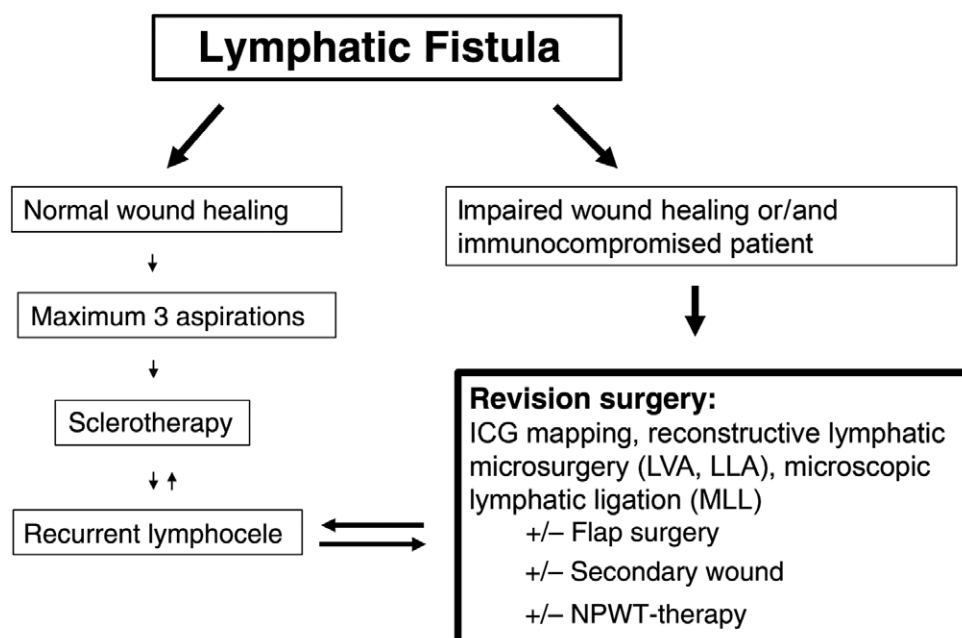 Lymphatic Fistula
Normal wound healing
Impaired wound healing or/and
immunocompromised patient
Maximum 3 aspirations
Sclerotherapy
Recurrent lymphocele
Revision surgery:
ICG mapping, reconstructive lymphatic
microsurgery (LVA, LLA), microscopic
lymphatic ligation (MLL)
+/– Flap surgery
+/– Secondary wound
+/– NPWT-therapy